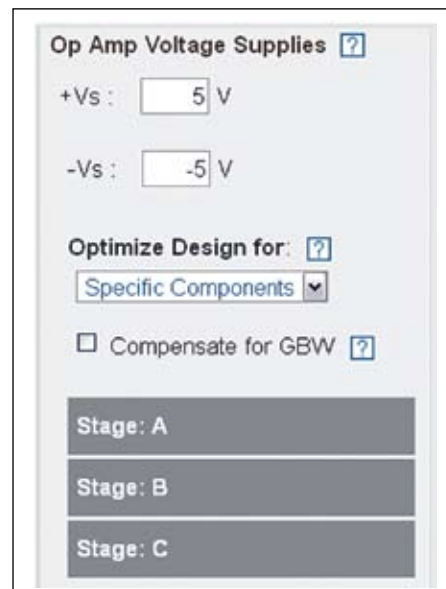 Op Amp Voltage Supplies [?]
+Vs : 5 V
-Vs : -5 V
Optimize Design for: [?]
Specific Components
Compensate for GBW [?]
Stage: A
Stage: B
Stage: C